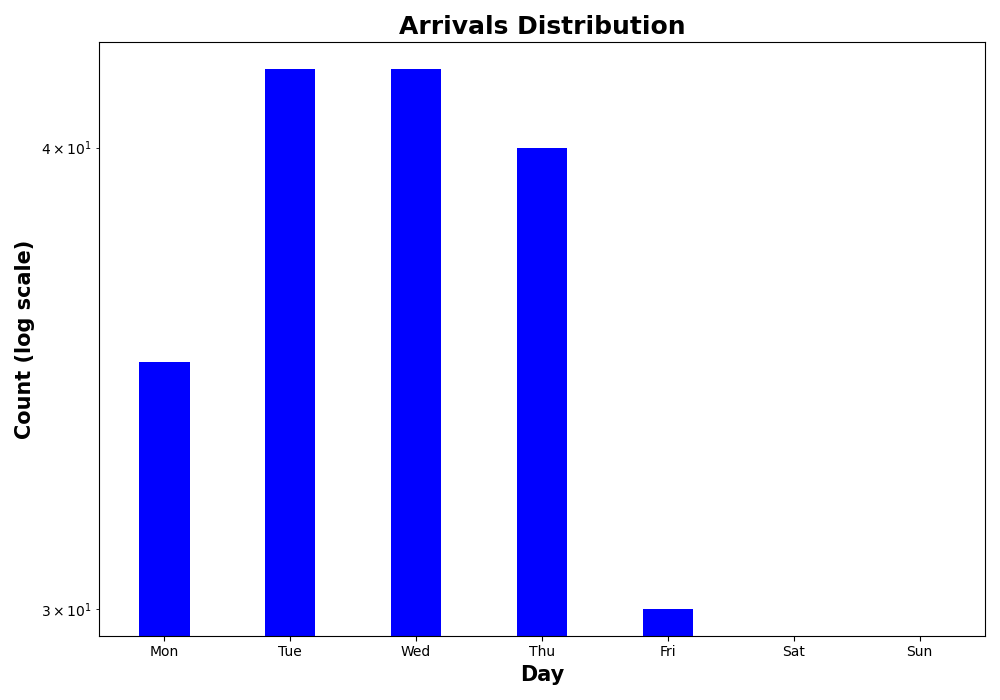 Arrivals Distribution
Count (log scale)
4 × 10¹
3 × 10¹
Mon Tue Wed Thu Fri Sat Sun
Day